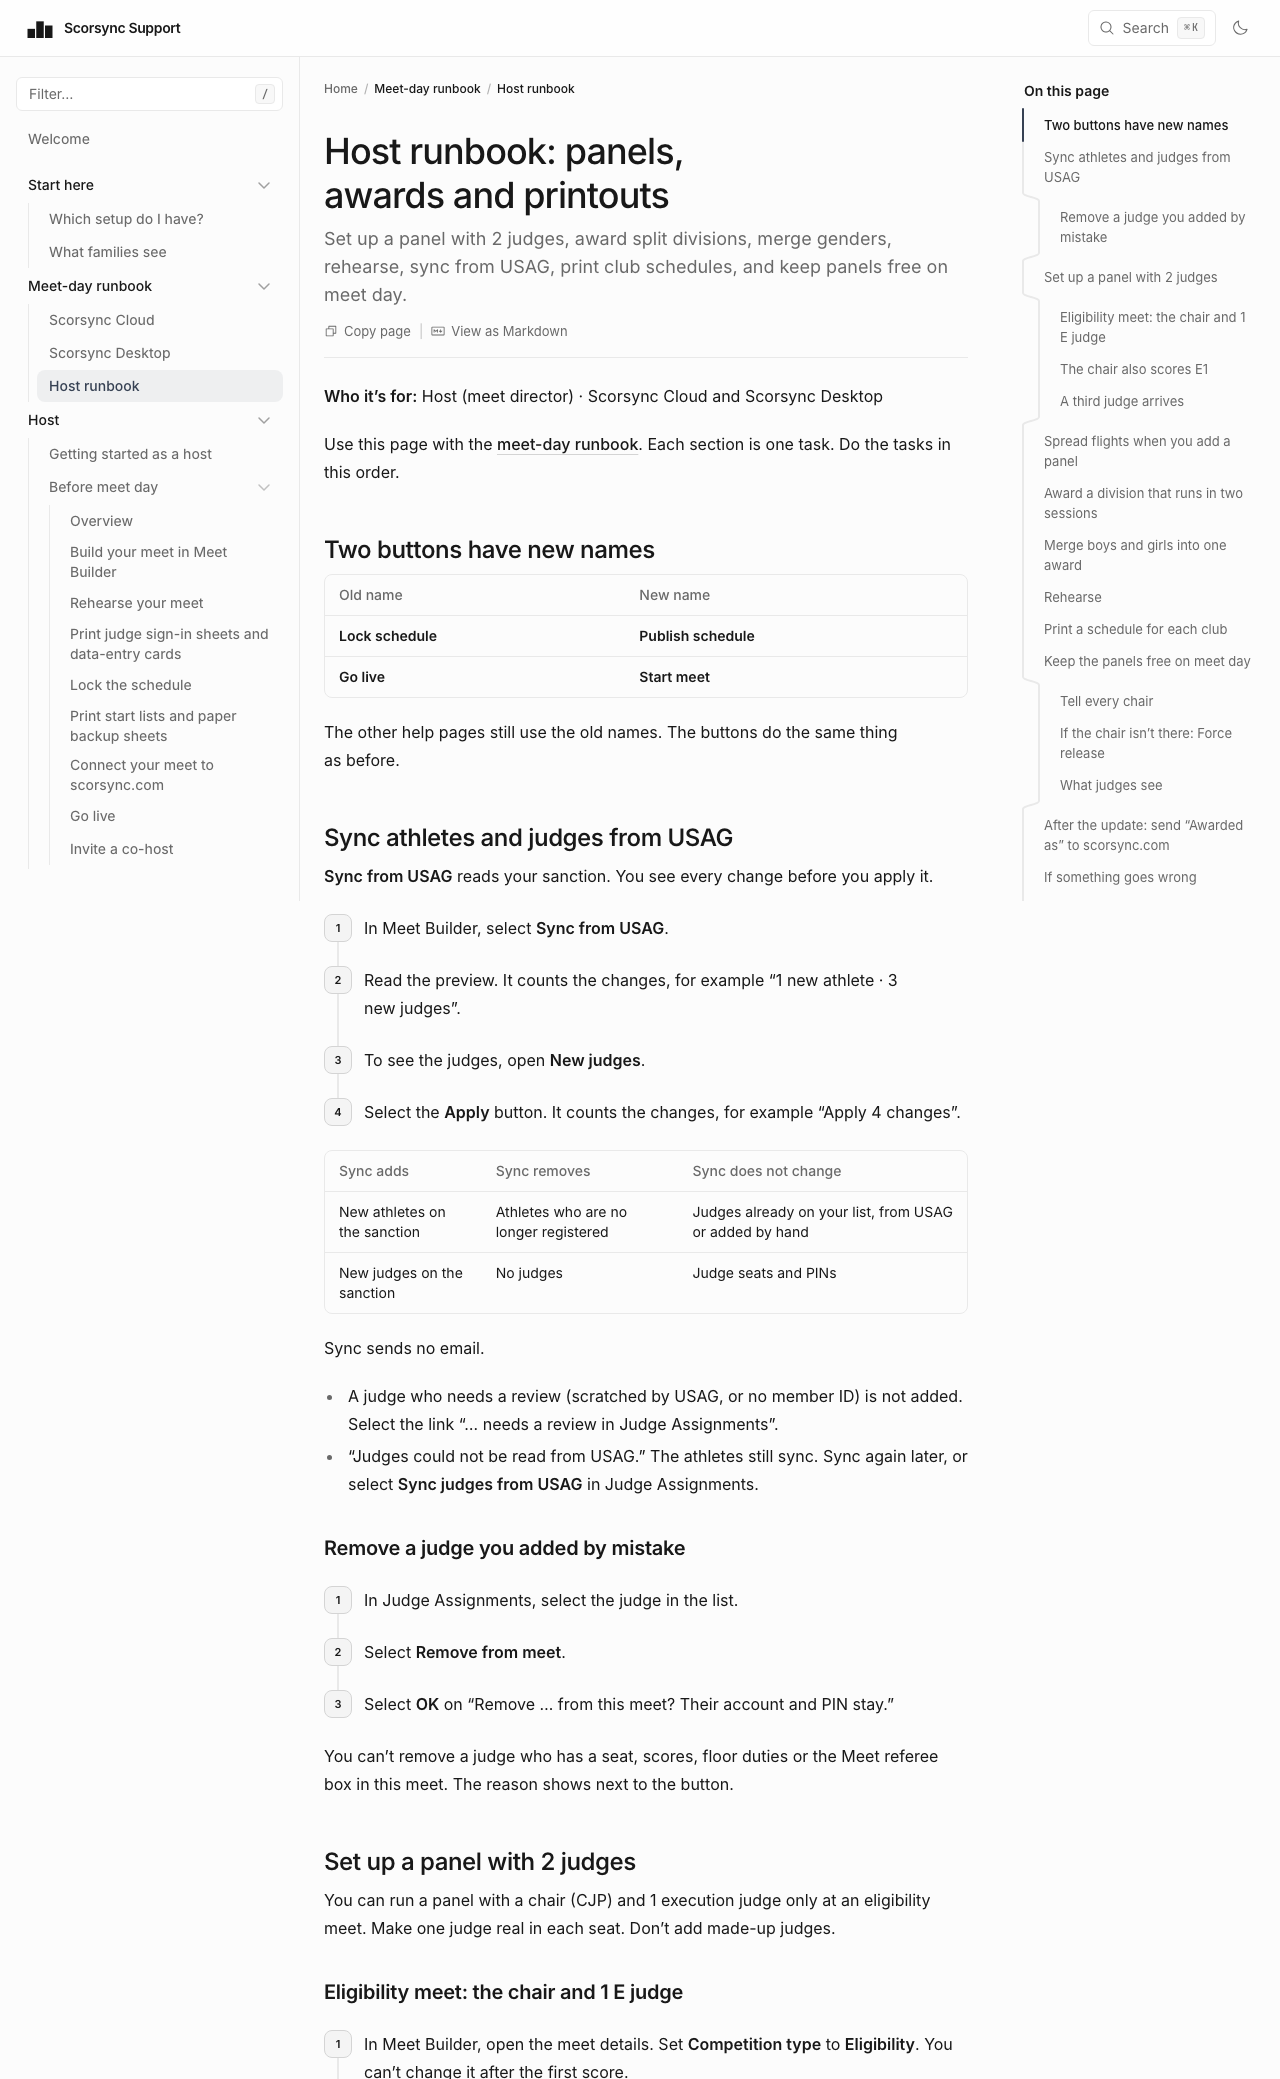 Scorsync Support
Search ⌘K
Filter... /
Welcome
Start here
Which setup do I have?
What families see
Meet-day runbook
Scorsync Cloud
Scorsync Desktop
Host runbook
Host
Getting started as a host
Before meet day
Overview
Build your meet in Meet
Builder
Rehearse your meet
Print judge sign-in sheets and
data-entry cards
Lock the schedule
Print start lists and paper
backup sheets
Connect your meet to
scorsync.com
Go live
Invite a co-host
Home / Meet-day runbook / Host runbook
Host runbook: panels,
awards and printouts
Set up a panel with 2 judges, award split divisions, merge genders,
rehearse, sync from USAG, print club schedules, and keep panels free on
meet day.
Copy page | View as Markdown
Who it’s for: Host (meet director) · Scorsync Cloud and Scorsync Desktop
Use this page with the meet-day runbook. Each section is one task. Do the tasks in
this order.
Two buttons have new names
Old name New name
Lock schedule Publish schedule
Go live Start meet
The other help pages still use the old names. The buttons do the same thing
as before.
Sync athletes and judges from USAG
Sync from USAG reads your sanction. You see every change before you apply it.
1 In Meet Builder, select Sync from USAG.
2 Read the preview. It counts the changes, for example “1 new athlete · 3
new judges”.
3 To see the judges, open New judges.
4 Select the Apply button. It counts the changes, for example “Apply 4 changes”.
Sync adds Sync removes Sync does not change
New athletes on Athletes who are no Judges already on your list, from USAG
the sanction longer registered or added by hand
New judges on the No judges Judge seats and PINs
sanction
Sync sends no email.
• A judge who needs a review (scratched by USAG, or no member ID) is not added.
Select the link “… needs a review in Judge Assignments”.
• “Judges could not be read from USAG.” The athletes still sync. Sync again later, or
select Sync judges from USAG in Judge Assignments.
Remove a judge you added by mistake
1 In Judge Assignments, select the judge in the list.
2 Select Remove from meet.
3 Select OK on “Remove … from this meet? Their account and PIN stay.”
You can’t remove a judge who has a seat, scores, floor duties or the Meet referee
box in this meet. The reason shows next to the button.
Set up a panel with 2 judges
You can run a panel with a chair (CJP) and 1 execution judge only at an eligibility
meet. Make one judge real in each seat. Don’t add made-up judges.
Eligibility meet: the chair and 1 E judge
1 In Meet Builder, open the meet details. Set Competition type to Eligibility. You
can’t change it after the first score.
On this page
Two buttons have new names
Sync athletes and judges from
USAG
Remove a judge you added by
mistake
Set up a panel with 2 judges
Eligibility meet: the chair and 1
E judge
The chair also scores E1
A third judge arrives
Spread flights when you add a
panel
Award a division that runs in two
sessions
Merge boys and girls into one
award
Rehearse
Print a schedule for each club
Keep the panels free on meet day
Tell every chair
If the chair isn’t there: Force
release
What judges see
After the update: send “Awarded
as” to scorsync.com
If something goes wrong